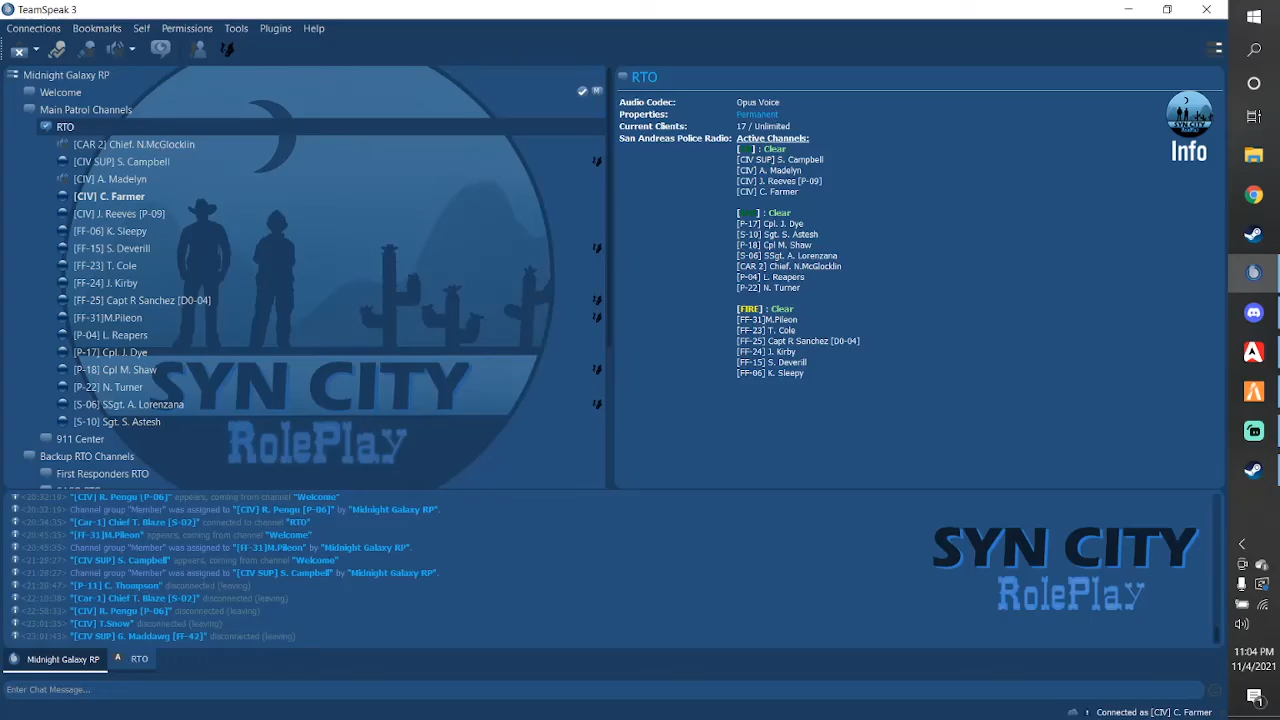 TeamSpeak 3
Connections Bookmarks Self Permissions Tools Plugins Help
Midnight Galaxy RP
Welcome
M
Main Patrol Channels
RTO
[CAR 2] Chief. N.McGlocklin
[CIV SUP] S. Campbell
[CIV] A. Madelyn
[CIV] C. Farmer
[CIV] J. Reeves [P-09]
[FF-06] K. Sleepy
[FF-15] S. Deverill
[FF-23] T. Cole
[FF-24] J. Kirby
[FF-25] Capt R Sanchez [D0-04]
[FF-31]M.Pileon
[P-04] L. Reapers
[P-17] Cpl. J. Dye
[P-18] Cpl M. Shaw
[P-22] N. Turner
[S-06] SSgt. A. Lorenzana
[S-10] Sgt. S. Astesh
911 Center
Backup RTO Channels
First Responders RTO
SYN CITY
RolePlay
RTO
Audio Codec: Opus Voice
Properties: Permanent
Current Clients: 17 / Unlimited
San Andreas Police Radio: Active Channels:
: Clear
[CIV SUP] S. Campbell
[CIV] A. Madelyn
[CIV] J. Reeves [P-09]
[CIV] C. Farmer
: Clear
[P-17] Cpl. J. Dye
[S-10] Sgt. S. Astesh
[P-18] Cpl M. Shaw
[S-06] SSgt. A. Lorenzana
[CAR 2] Chief. N.McGlocklin
[P-04] L. Reapers
[P-22] N. Turner
[FIRE] : Clear
[FF-31]M.Pileon
[FF-23] T. Cole
[FF-25] Capt R Sanchez [D0-04]
[FF-24] J. Kirby
[FF-15] S. Deverill
[FF-06] K. Sleepy
SYN CITY
Info
<20:32:19> "[CIV] R. Pengu [P-06]" appears, coming from channel "Welcome"
<20:32:19> Channel group "Member" was assigned to "[CIV] R. Pengu [P-06]" by "Midnight Galaxy RP".
<20:34:35> "[Car-1] Chief T. Blaze [S-02]" connected to channel "RTO"
<20:45:35> "[FF-31]M.Pileon" appears, coming from channel "Welcome"
<20:45:35> Channel group "Member" was assigned to "[FF-31]M.Pileon" by "Midnight Galaxy RP".
<21:29:27> "[CIV SUP] S. Campbell" appears, coming from channel "Welcome"
<21:29:27> Channel group "Member" was assigned to "[CIV SUP] S. Campbell" by "Midnight Galaxy RP".
"[P-11] C. Thompson" disconnected (leaving)
<22:10:38> "[Car-1] Chief T. Blaze [S-02]" disconnected (leaving)
<22:58:33> "[CIV] R. Pengu [P-06]" disconnected (leaving)
<23:01:35> "[CIV] T.Snow" disconnected (leaving)
<23:01:43> "[CIV SUP] G. Maddawg [FF-42]" disconnected (leaving)
SYN CITY
RolePlay
Midnight Galaxy RP
A RTO
Enter Chat Message...
Connected as [CIV] C. Farmer
11:04 PM
11/4/2021